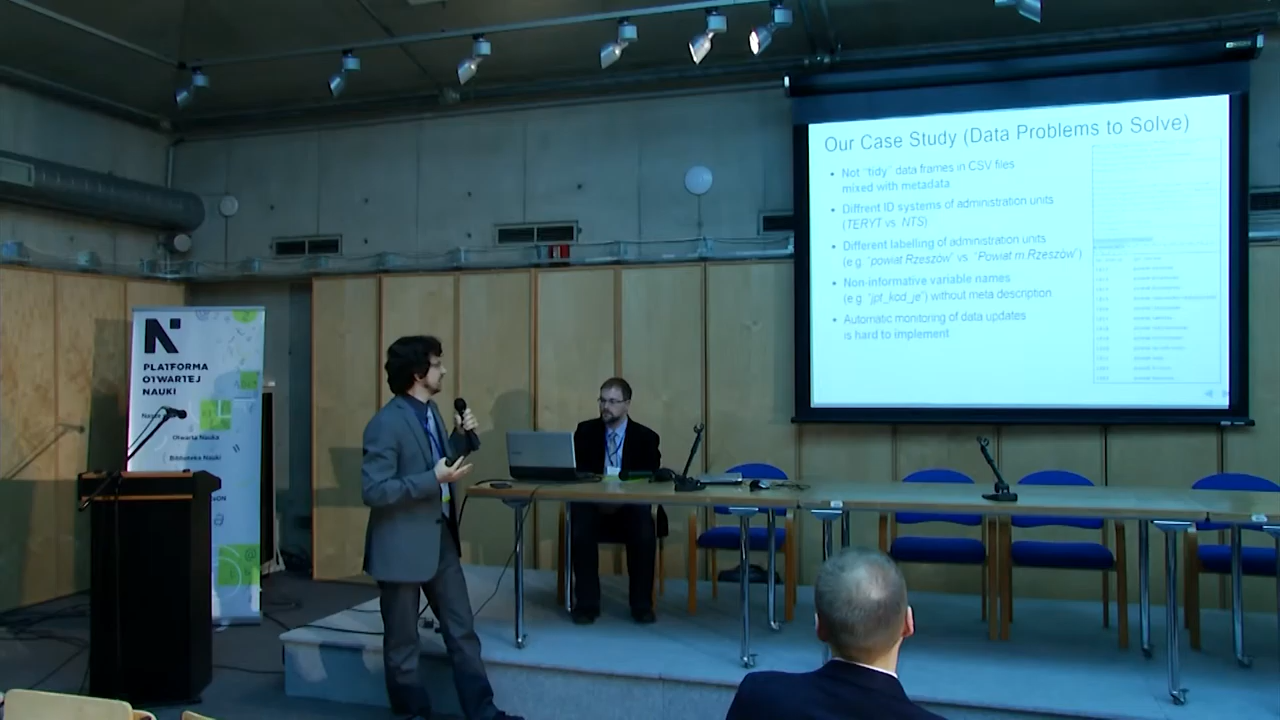 Our Case Study (Data Problems to Solve)
• Not "tidy" data frames in CSV files
mixed with metadata
• Diffrent ID systems of administration units
(TERYT vs. NTS)
• Different labelling of administration units
(e.g. "powiat Rzeszów" vs. "Powiat m.Rzeszów")
• Non-informative variable names
(e.g. "jpt_kod_je") without meta description
• Automatic monitoring of data updates
is hard to implement
N
PLATFORMA
OTWARTEJ
NAUKI
Otwarta Nauka
Biblioteka Nauki